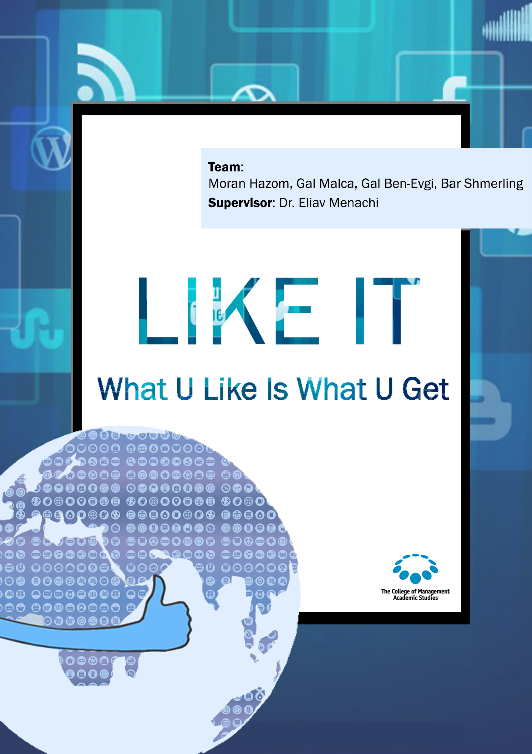 Team:
Moran Hazom, Gal Malca, Gal Ben-Evgi, Bar Shmerling
Supervisor: Dr. Eliav Menachi
LIKE IT
What U Like Is What U Get
The College of Management
Academic Studies